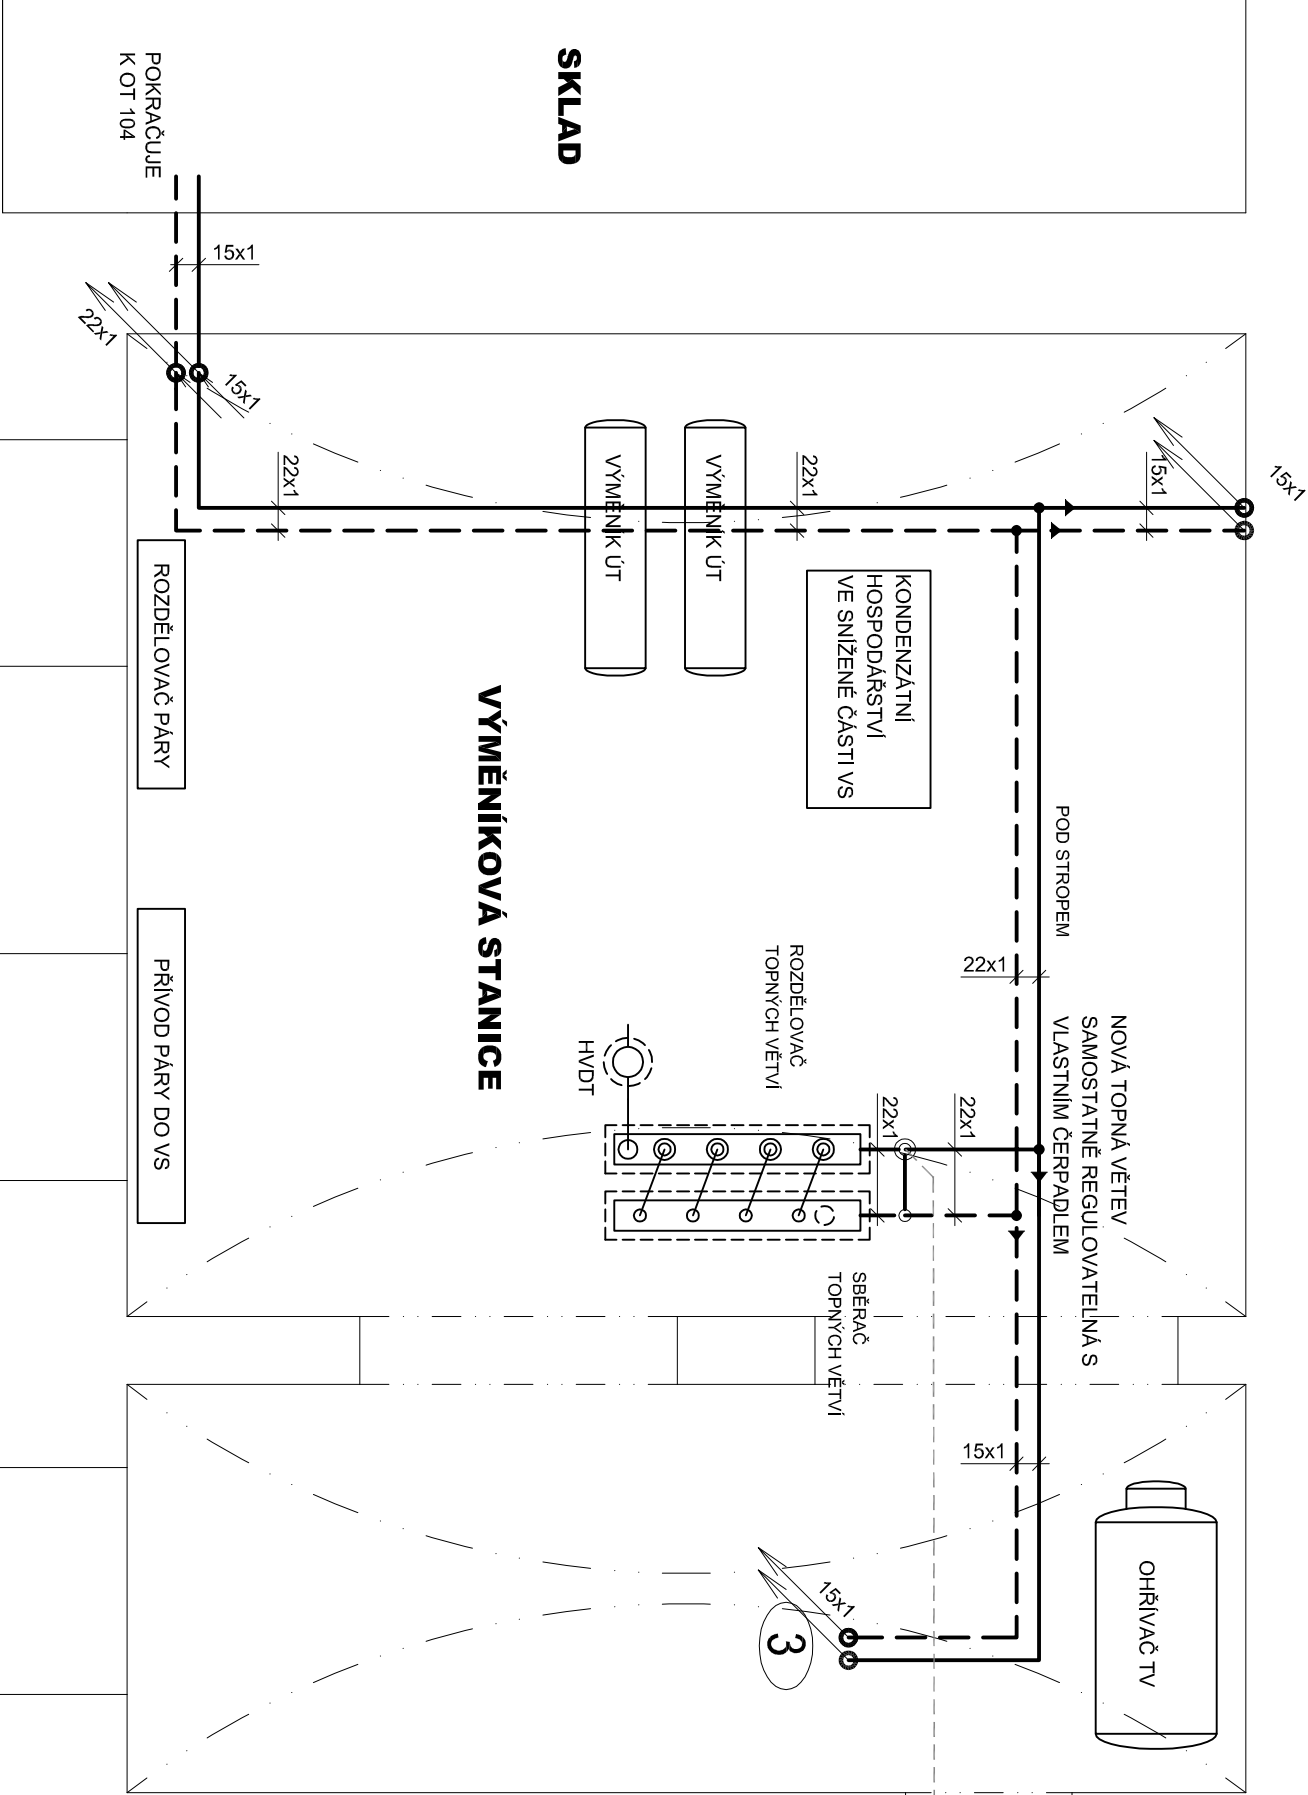 SKLAD
POKRAČUJE
K OT 104
15x1
22x1
15x1
15x1
15x1
22x1
22x1
VÝMĚNÍK ÚT
VÝMĚNÍK ÚT
KONDENZÁTNÍ
HOSPODÁŘSTVÍ
VE SNÍŽENÉ ČÁSTI VS
ROZDĚLOVAČ PÁRY
VÝMĚNÍKOVÁ STANICE
POD STROPEM
22x1
PŘÍVOD PÁRY DO VS
ROZDĚLOVAČ
TOPNÝCH VĚTVÍ
HVDT
NOVÁ TOPNÁ VĚTEV
SAMOSTATNĚ REGULOVATELNÁ S
VLASTNÍM ČERPADLEM
22x1
22x1
SBĚRAČ
TOPNÝCH VĚTVÍ
15x1
OHŘÍVAČ TV
15x1
3